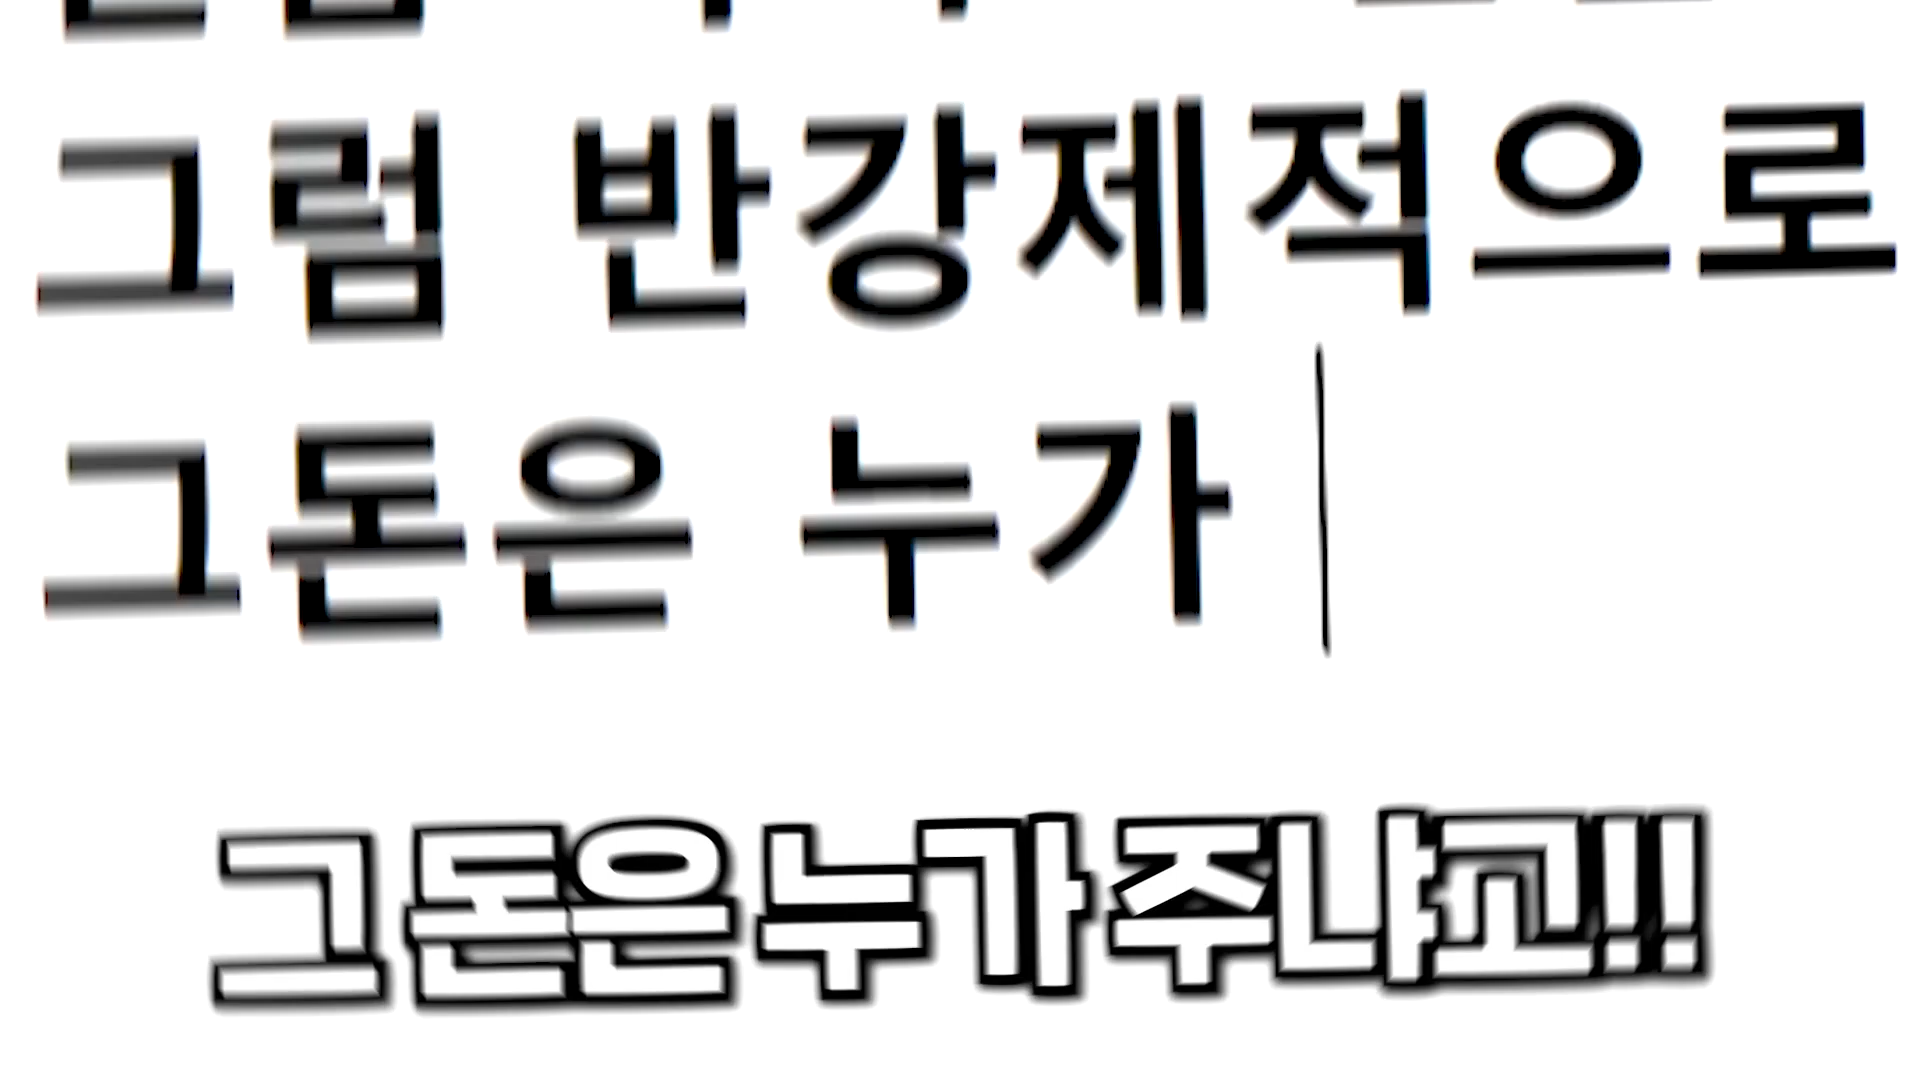 그럼 반강제적으로
그돈은 누가
그 돈은 누가 주냐고!!